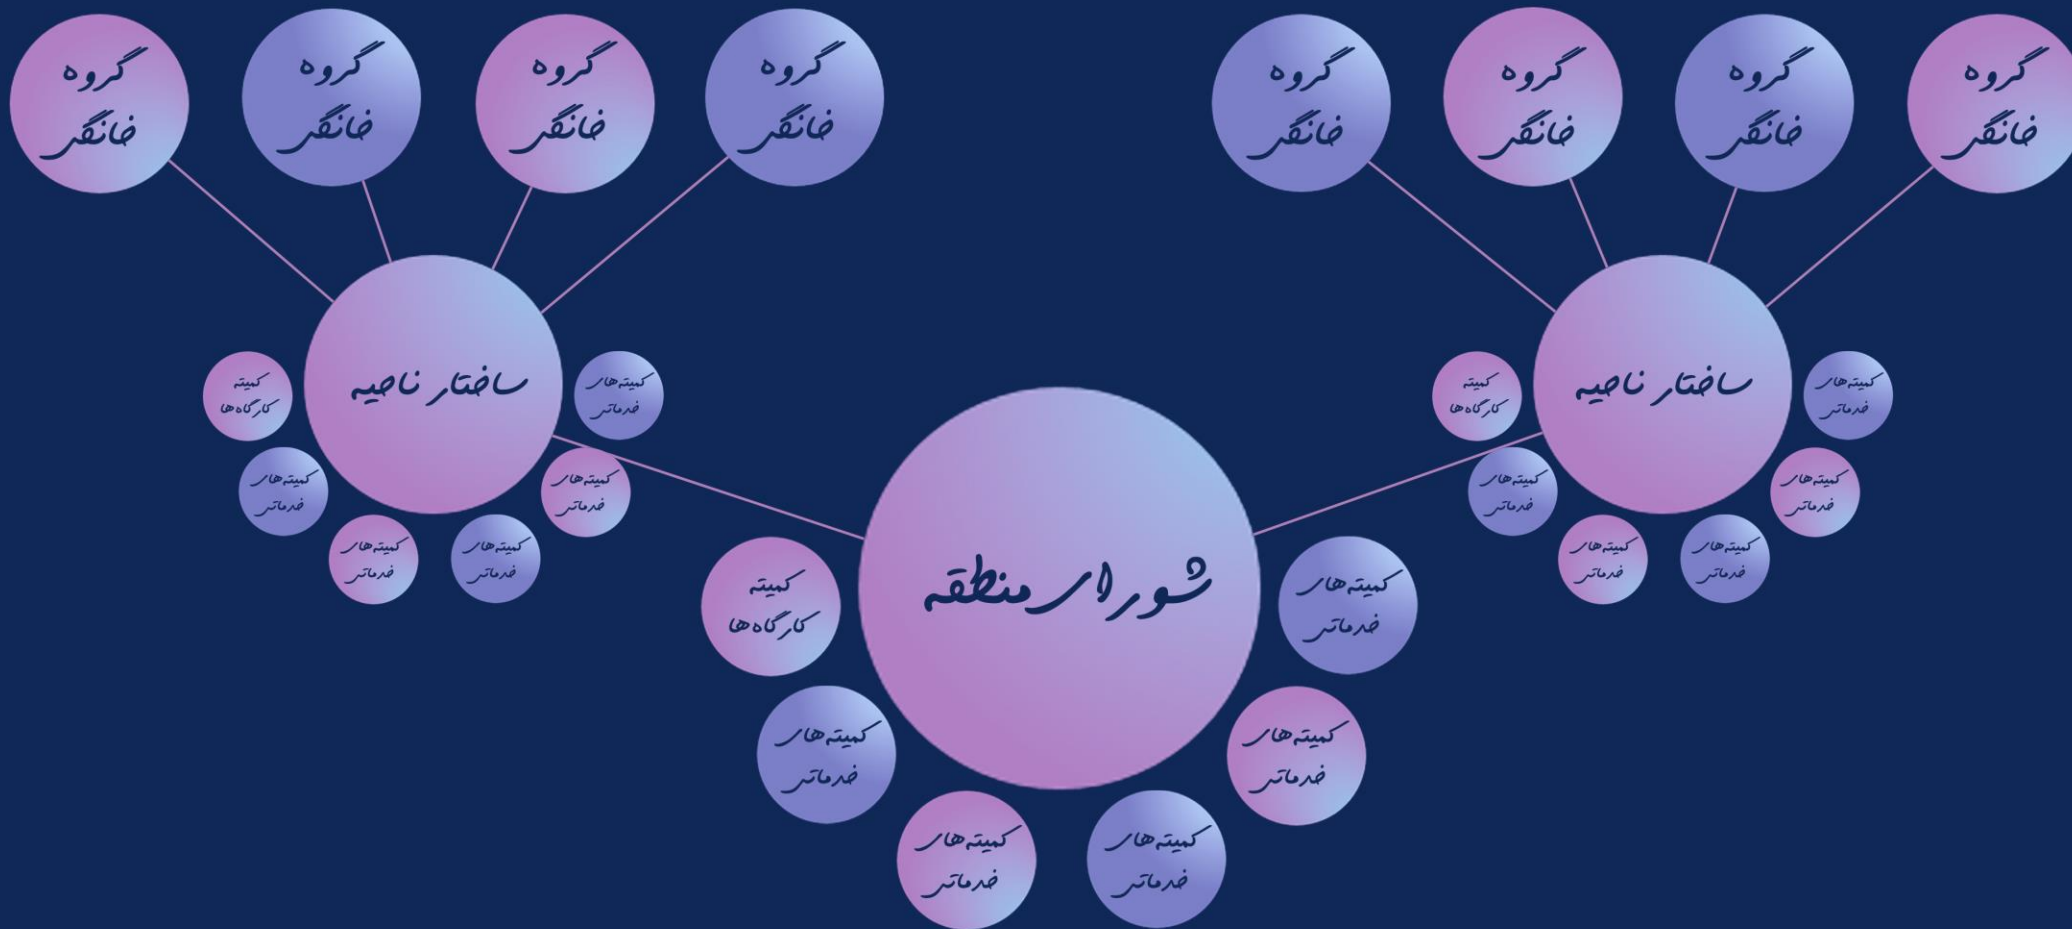 گروه
خانگی
گروه
خانگی
گروه
خانگی
گروه
خانگی
گروه
خانگی
گروه
خانگی
گروه
خانگی
گروه
خانگی
ساختار ناحیه
ساختار ناحیه
کمیته‌های
خدماتی
کمیته
کارگاه‌ها
کمیته‌های
خدماتی
کمیته
کارگاه‌ها
کمیته‌های
خدماتی
کمیته‌های
خدماتی
کمیته‌های
خدماتی
کمیته‌های
خدماتی
کمیته‌های
خدماتی
کمیته‌های
خدماتی
کمیته‌های
خدماتی
کمیته‌های
خدماتی
شورای منطقه
کمیته‌های
خدماتی
کمیته
کارگاه‌ها
کمیته‌های
خدماتی
کمیته‌های
خدماتی
کمیته‌های
خدماتی
کمیته‌های
خدماتی